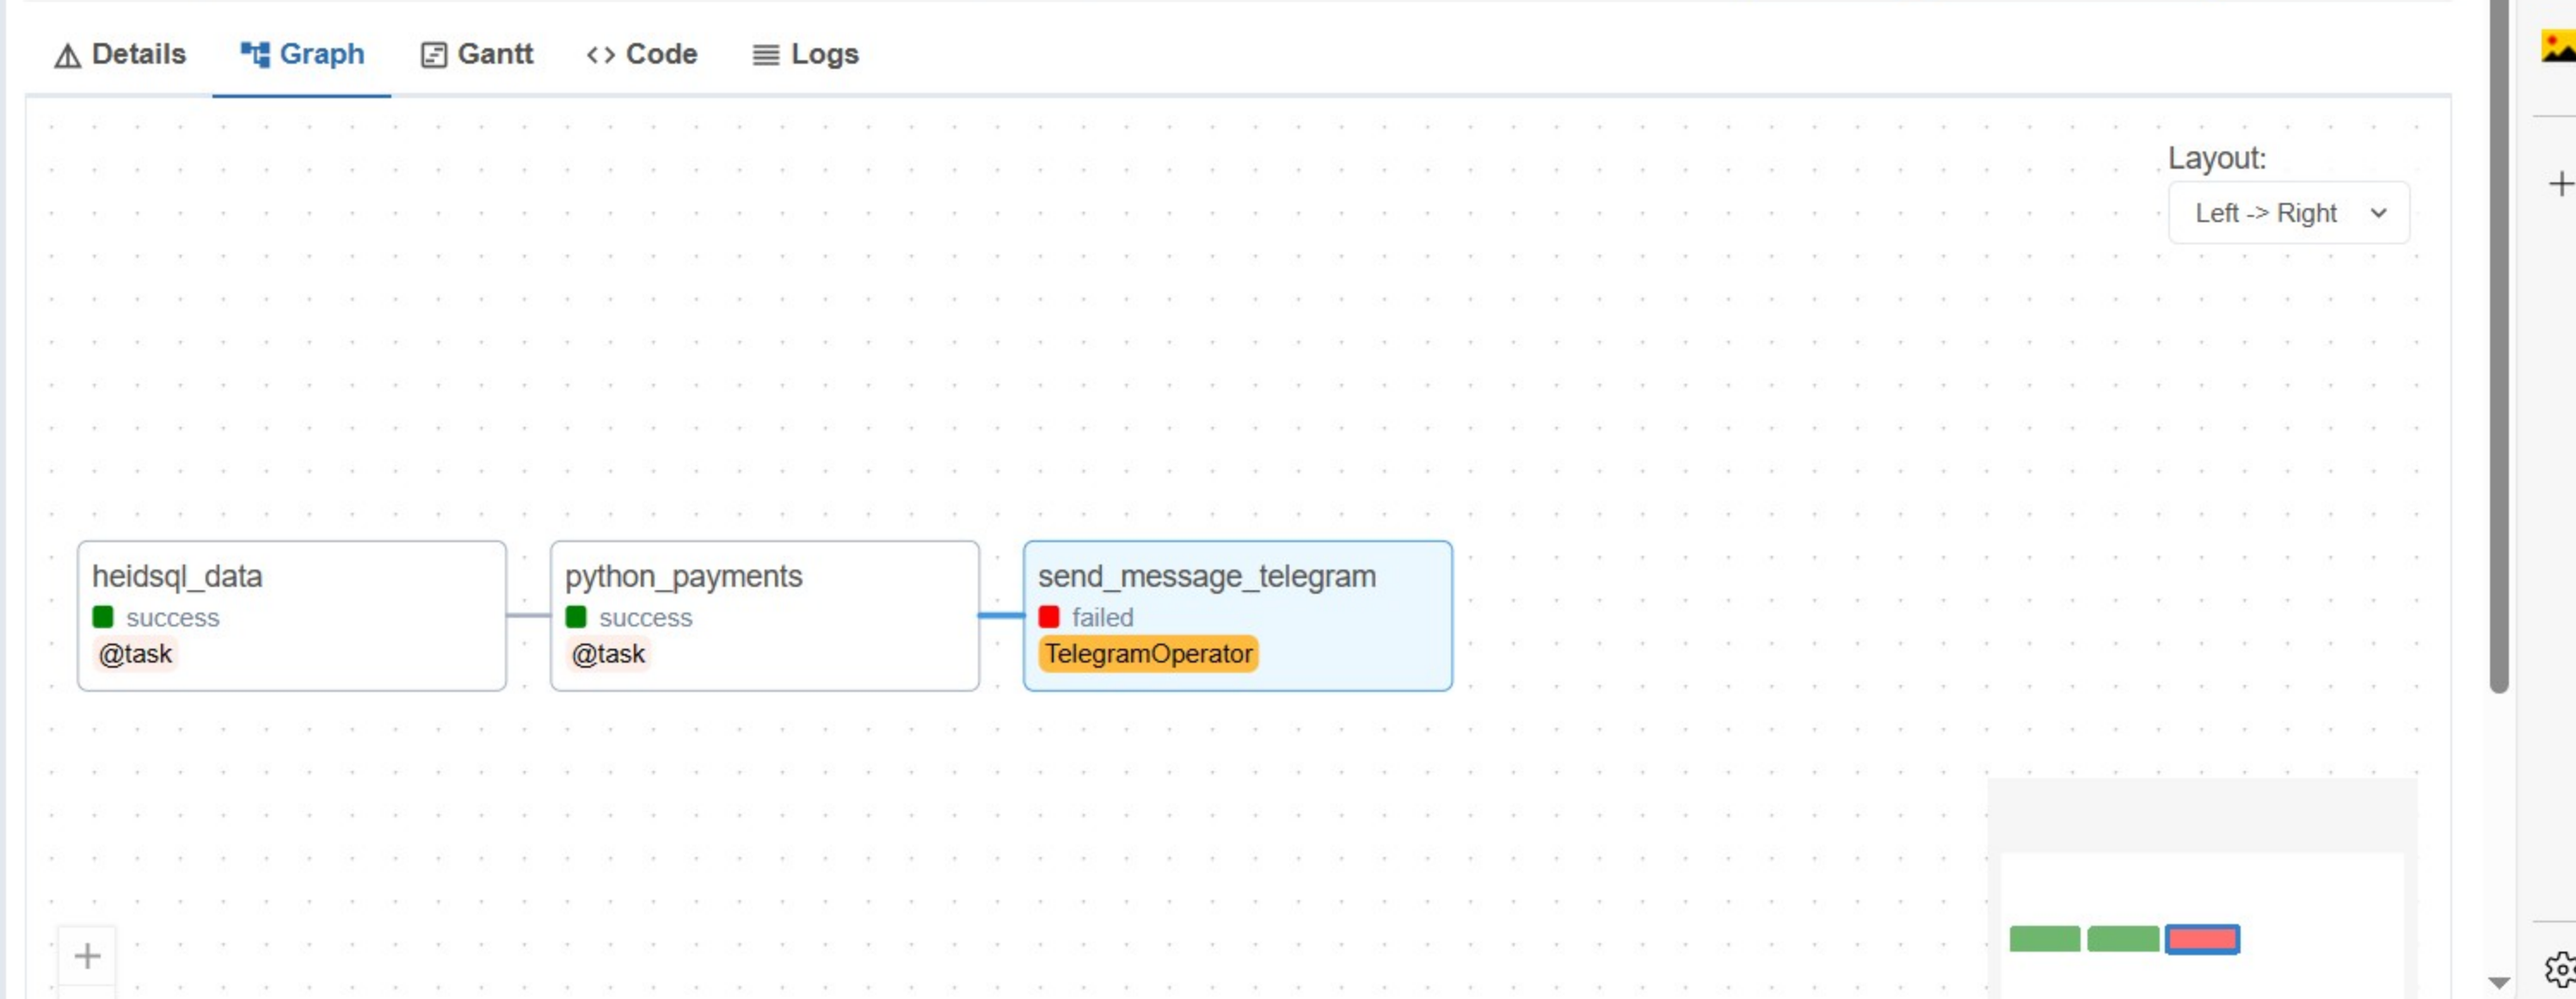 Details Graph Gantt <> Code Logs
Layout:
Left -> Right
heidsql_data
success
@task
python_payments
success
@task
send_message_telegram
failed
TelegramOperator